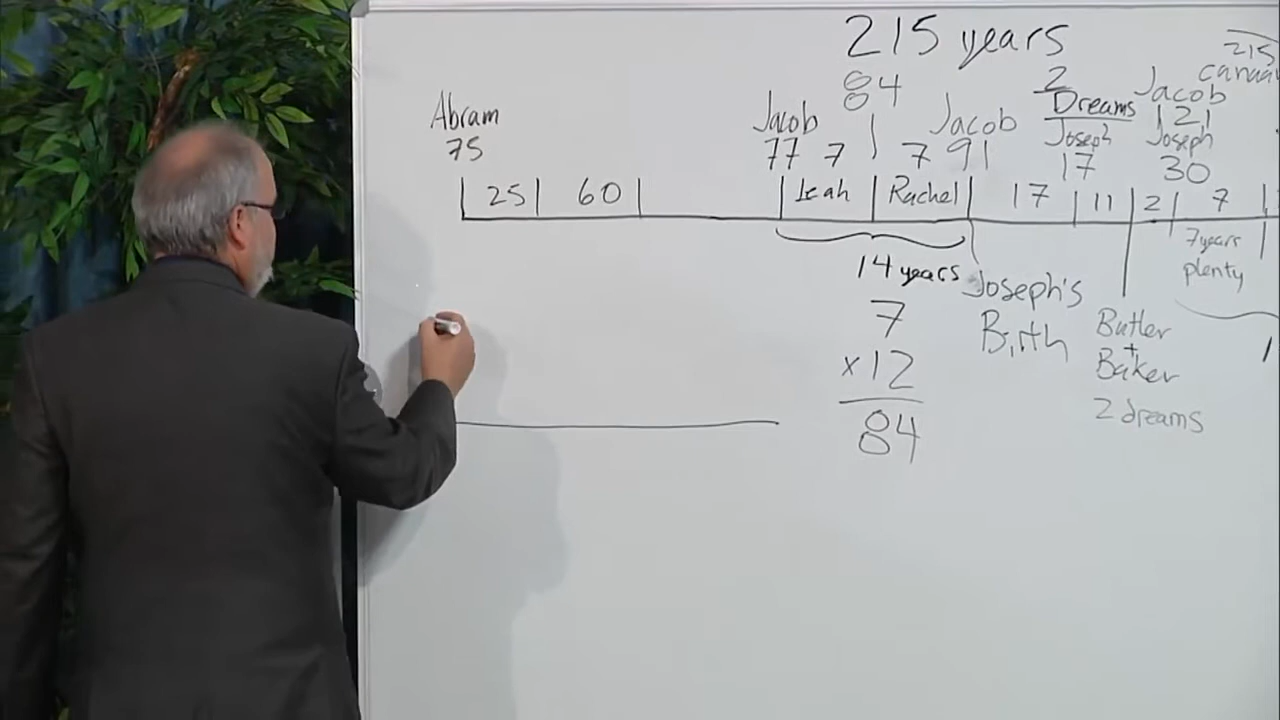 215 years
215
84
2
Jacob
Abram
Jacob
Jacob
Dreams
121
75
77 7
7 91
Joseph
Joseph
17
30
25 60
Leah
Rachel
17
11
2
7
14 years
Joseph's
Birth
7years
plenty
7
x12
84
Butler
+
Baker
2 dreams